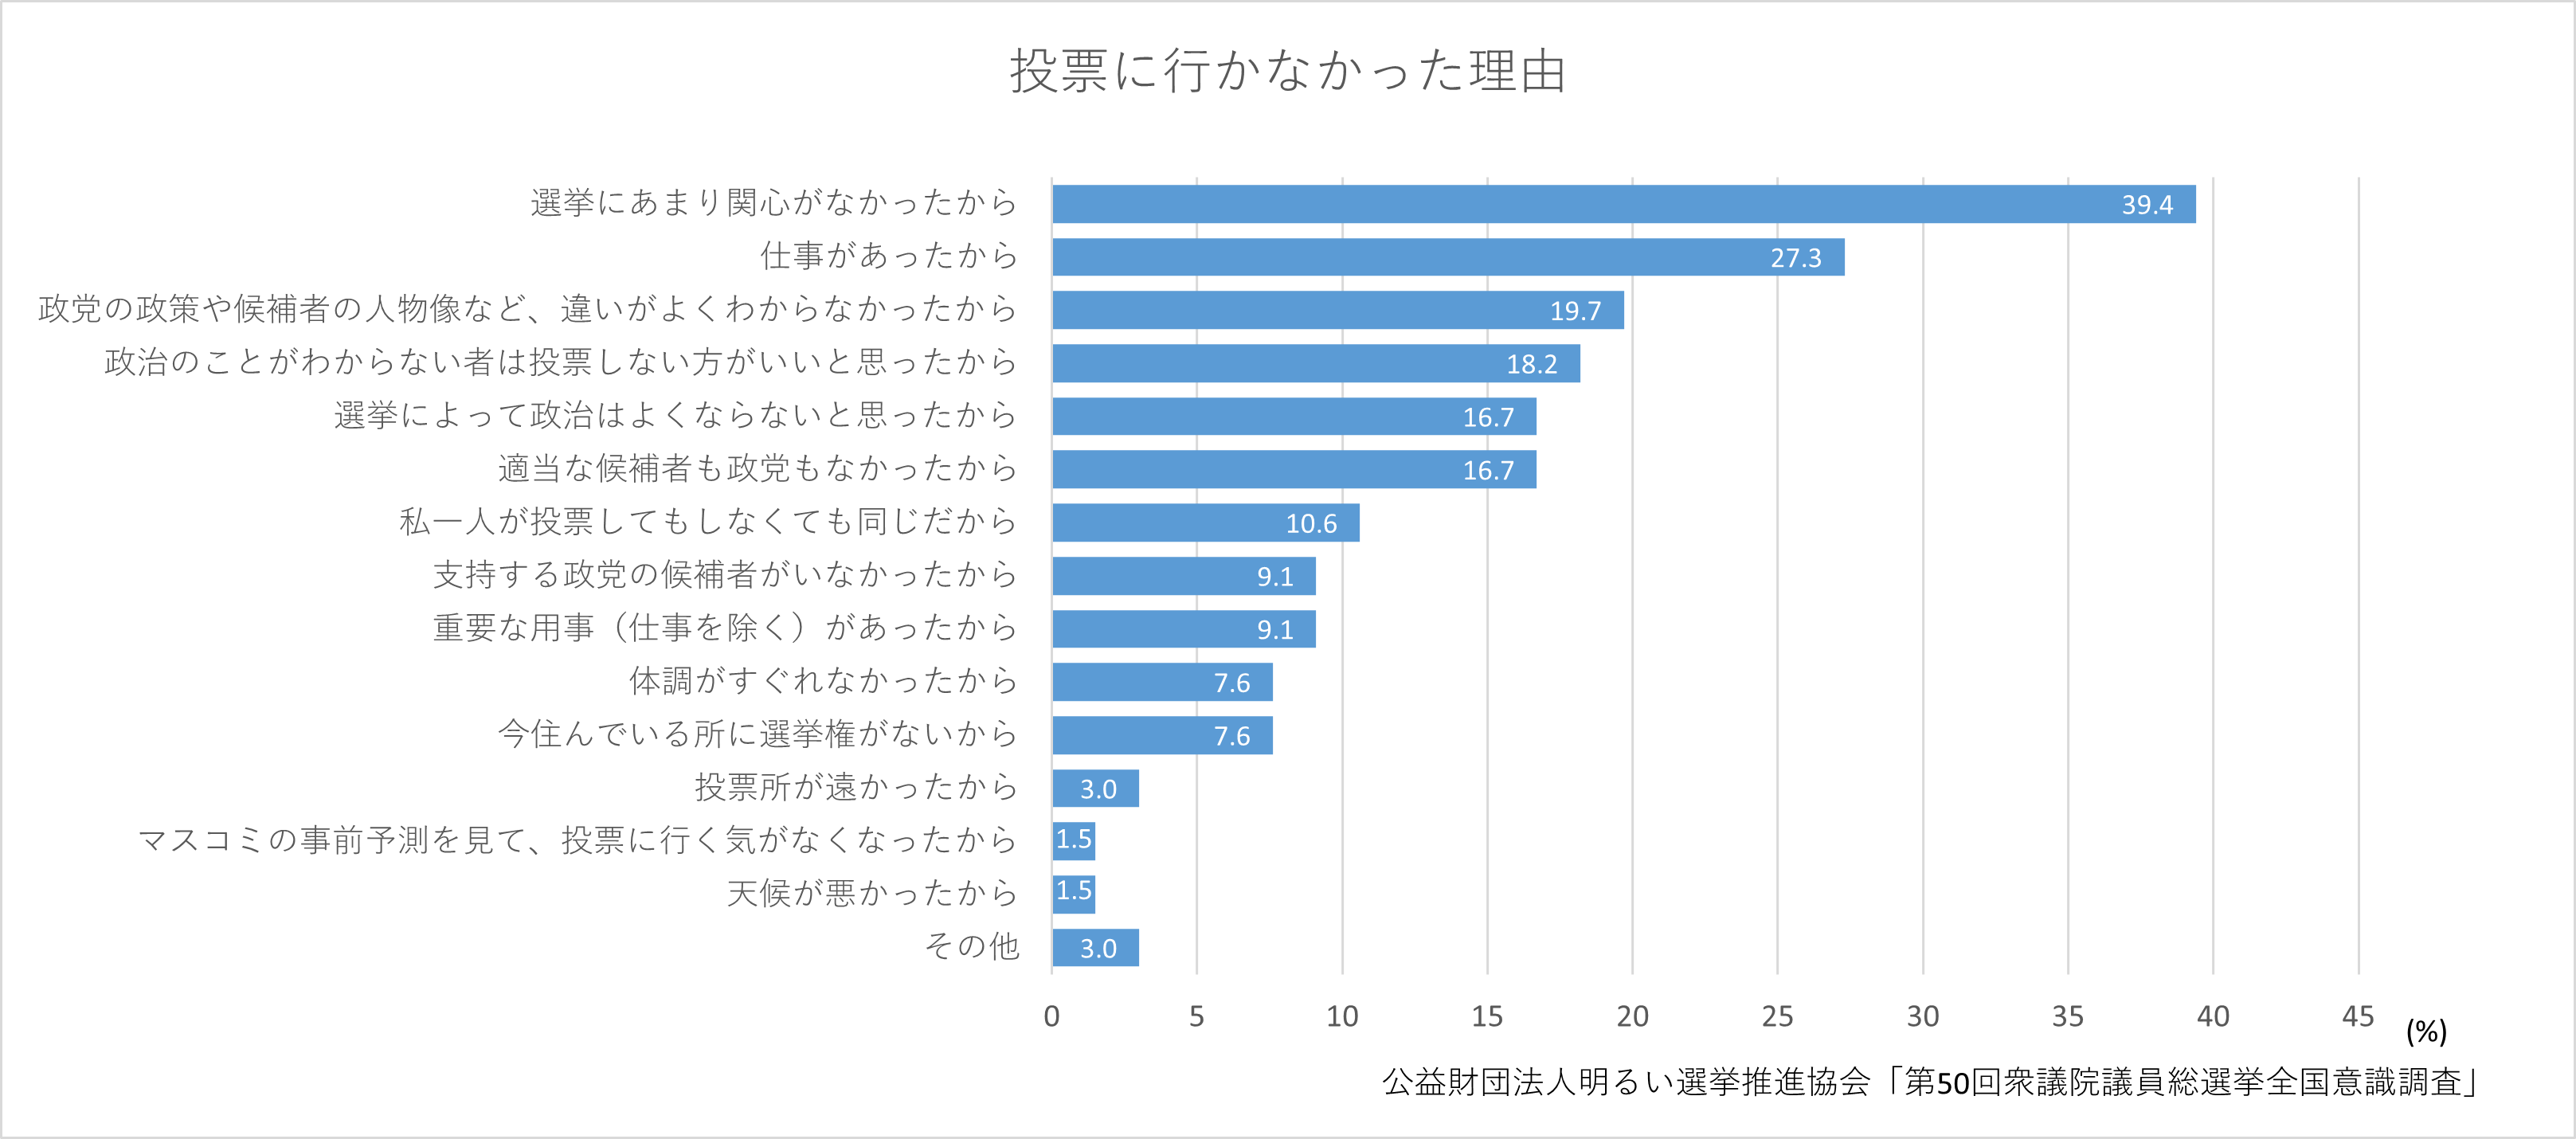 投票に行かなかった理由
選挙にあまり関心がなかったから 39.4
仕事があったから 27.3
政党の政策や候補者の人物像など、違いがよくわからなかったから 19.7
政治のことがわからない者は投票しない方がいいと思ったから 18.2
選挙によって政治はよくならないと思ったから 16.7
適当な候補者も政党もなかったから 16.7
私一人が投票してもしなくても同じだから 10.6
支持する政党の候補者がいなかったから 9.1
重要な用事（仕事を除く）があったから 9.1
体調がすぐれなかったから 7.6
今住んでいる所に選挙権がないから 7.6
投票所が遠かったから 3.0
マスコミの事前予測を見て、投票に行く気がなくなったから 1.5
天候が悪かったから 1.5
その他 3.0
0 5 10 15 20 25 30 35 40 45 (%)
公益財団法人明るい選挙推進協会「第50回衆議院議員総選挙全国意識調査」